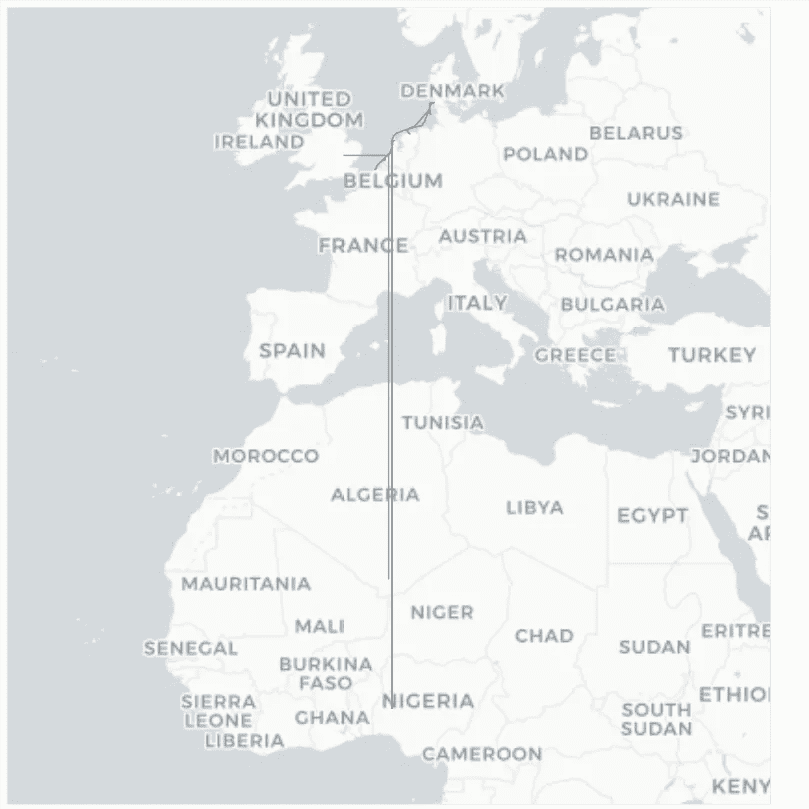 DENMARK
UNITED
KINGDOM
IRELAND
BELARUS
POLAND
BELGIUM
UKRAINE
FRANCE
AUSTRIA
ROMANIA
ITALY
BULGARIA
SPAIN
GREECE
TURKEY
SYRI
TUNISIA
MOROCCO
JORDAN
ALGERIA
LIBYA
EGYPT
S
AR
MAURITANIA
NIGER
MALI
CHAD
ERITRE
SENEGAL
SUDAN
BURKINA
FASO
ETHIO
SIERRA
LEONE
NIGERIA
GHANA
SOUTH
SUDAN
LIBERIA
CAMEROON
KENY